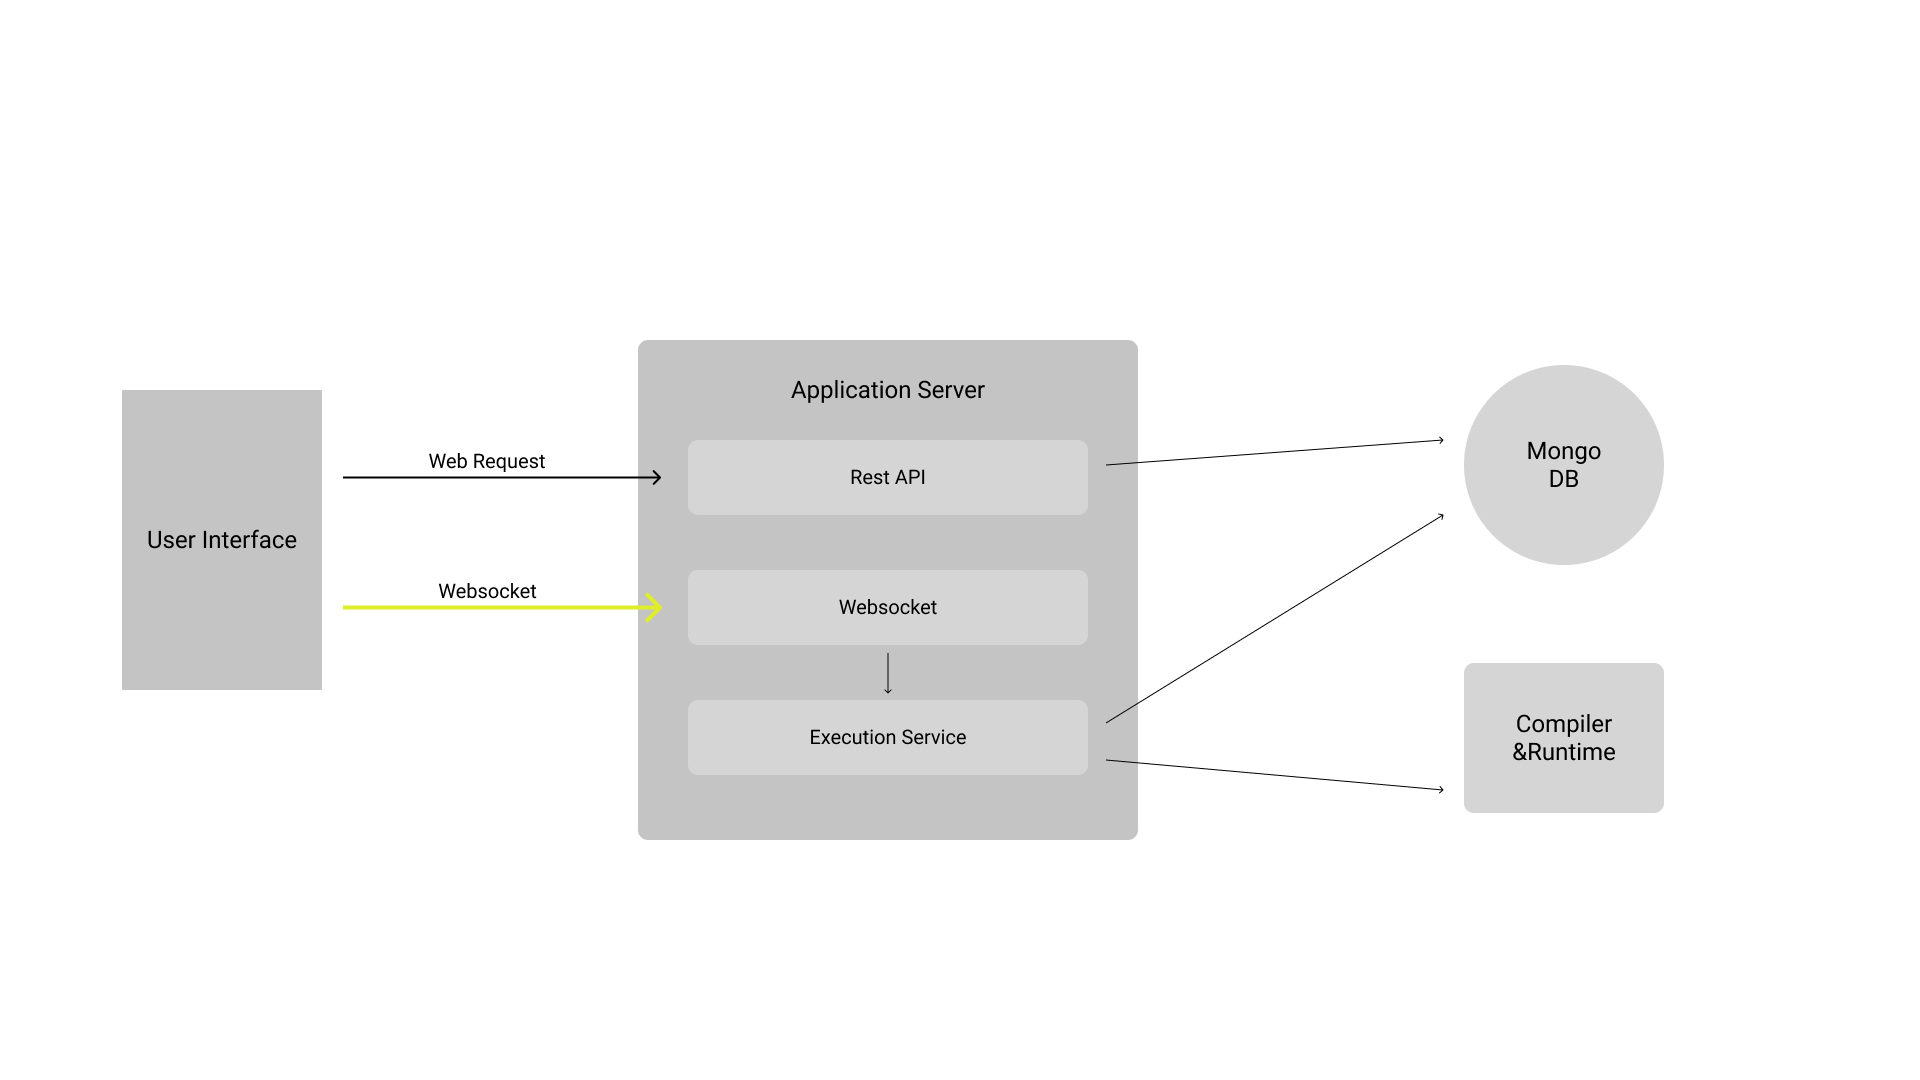 User Interface
Web Request
Websocket
Application Server
Rest API
Websocket
Execution Service
Mongo
DB
Compiler
&Runtime